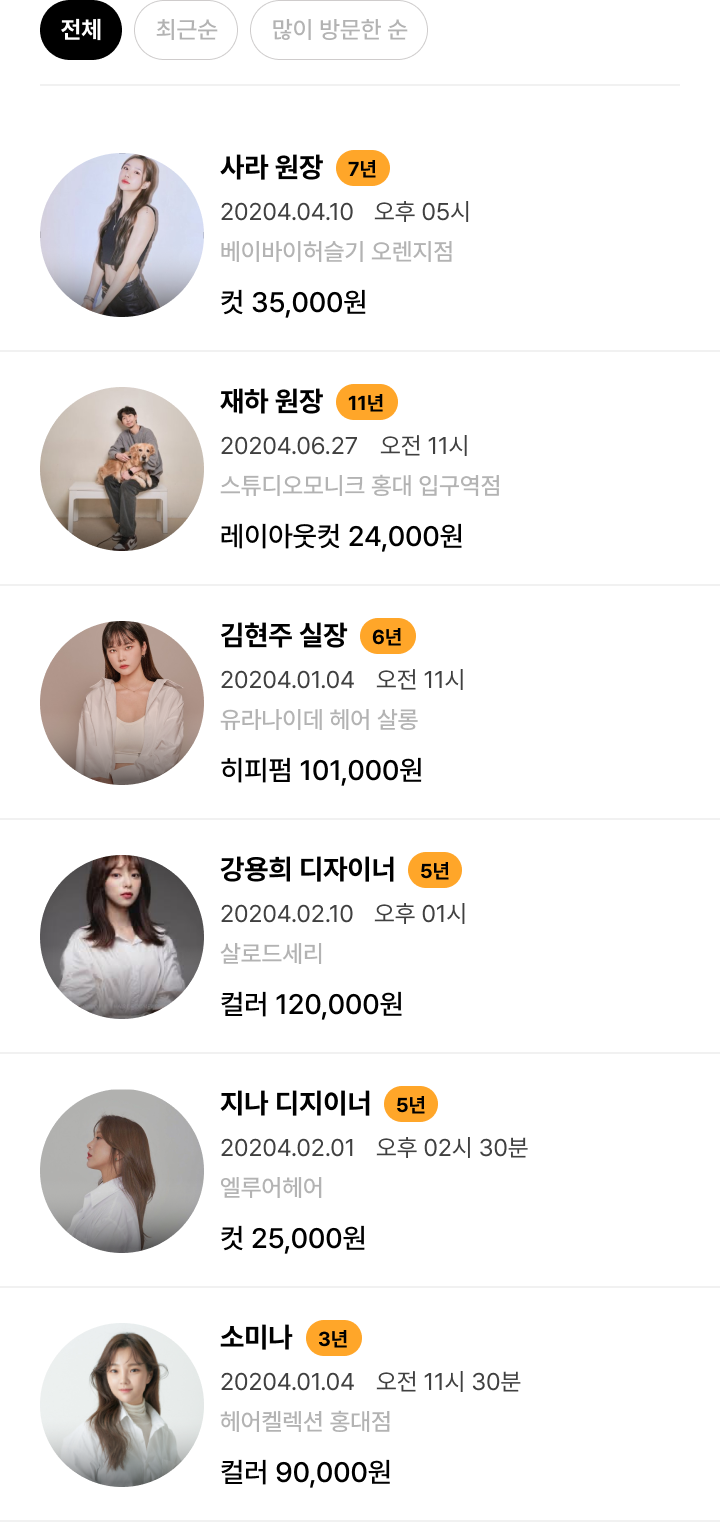 전체 최근순 많이 방문한 순
사라 원장 7년
20204.04.10 오후 05시
베이바이허슬기 오렌지점
컷 35,000원
재하 원장 11년
20204.06.27 오전 11시
스튜디오모니크 홍대 입구역점
레이아웃컷 24,000원
김현주 실장 6년
20204.01.04 오전 11시
유라나이데 헤어 살롱
히피펌 101,000원
강용희 디자이너 5년
20204.02.10 오후 01시
살로드세리
컬러 120,000원
지나 디지이너 5년
20204.02.01 오후 02시 30분
엘루어헤어
컷 25,000원
소미나 3년
20204.01.04 오전 11시 30분
헤어켈렉션 홍대점
컬러 90,000원